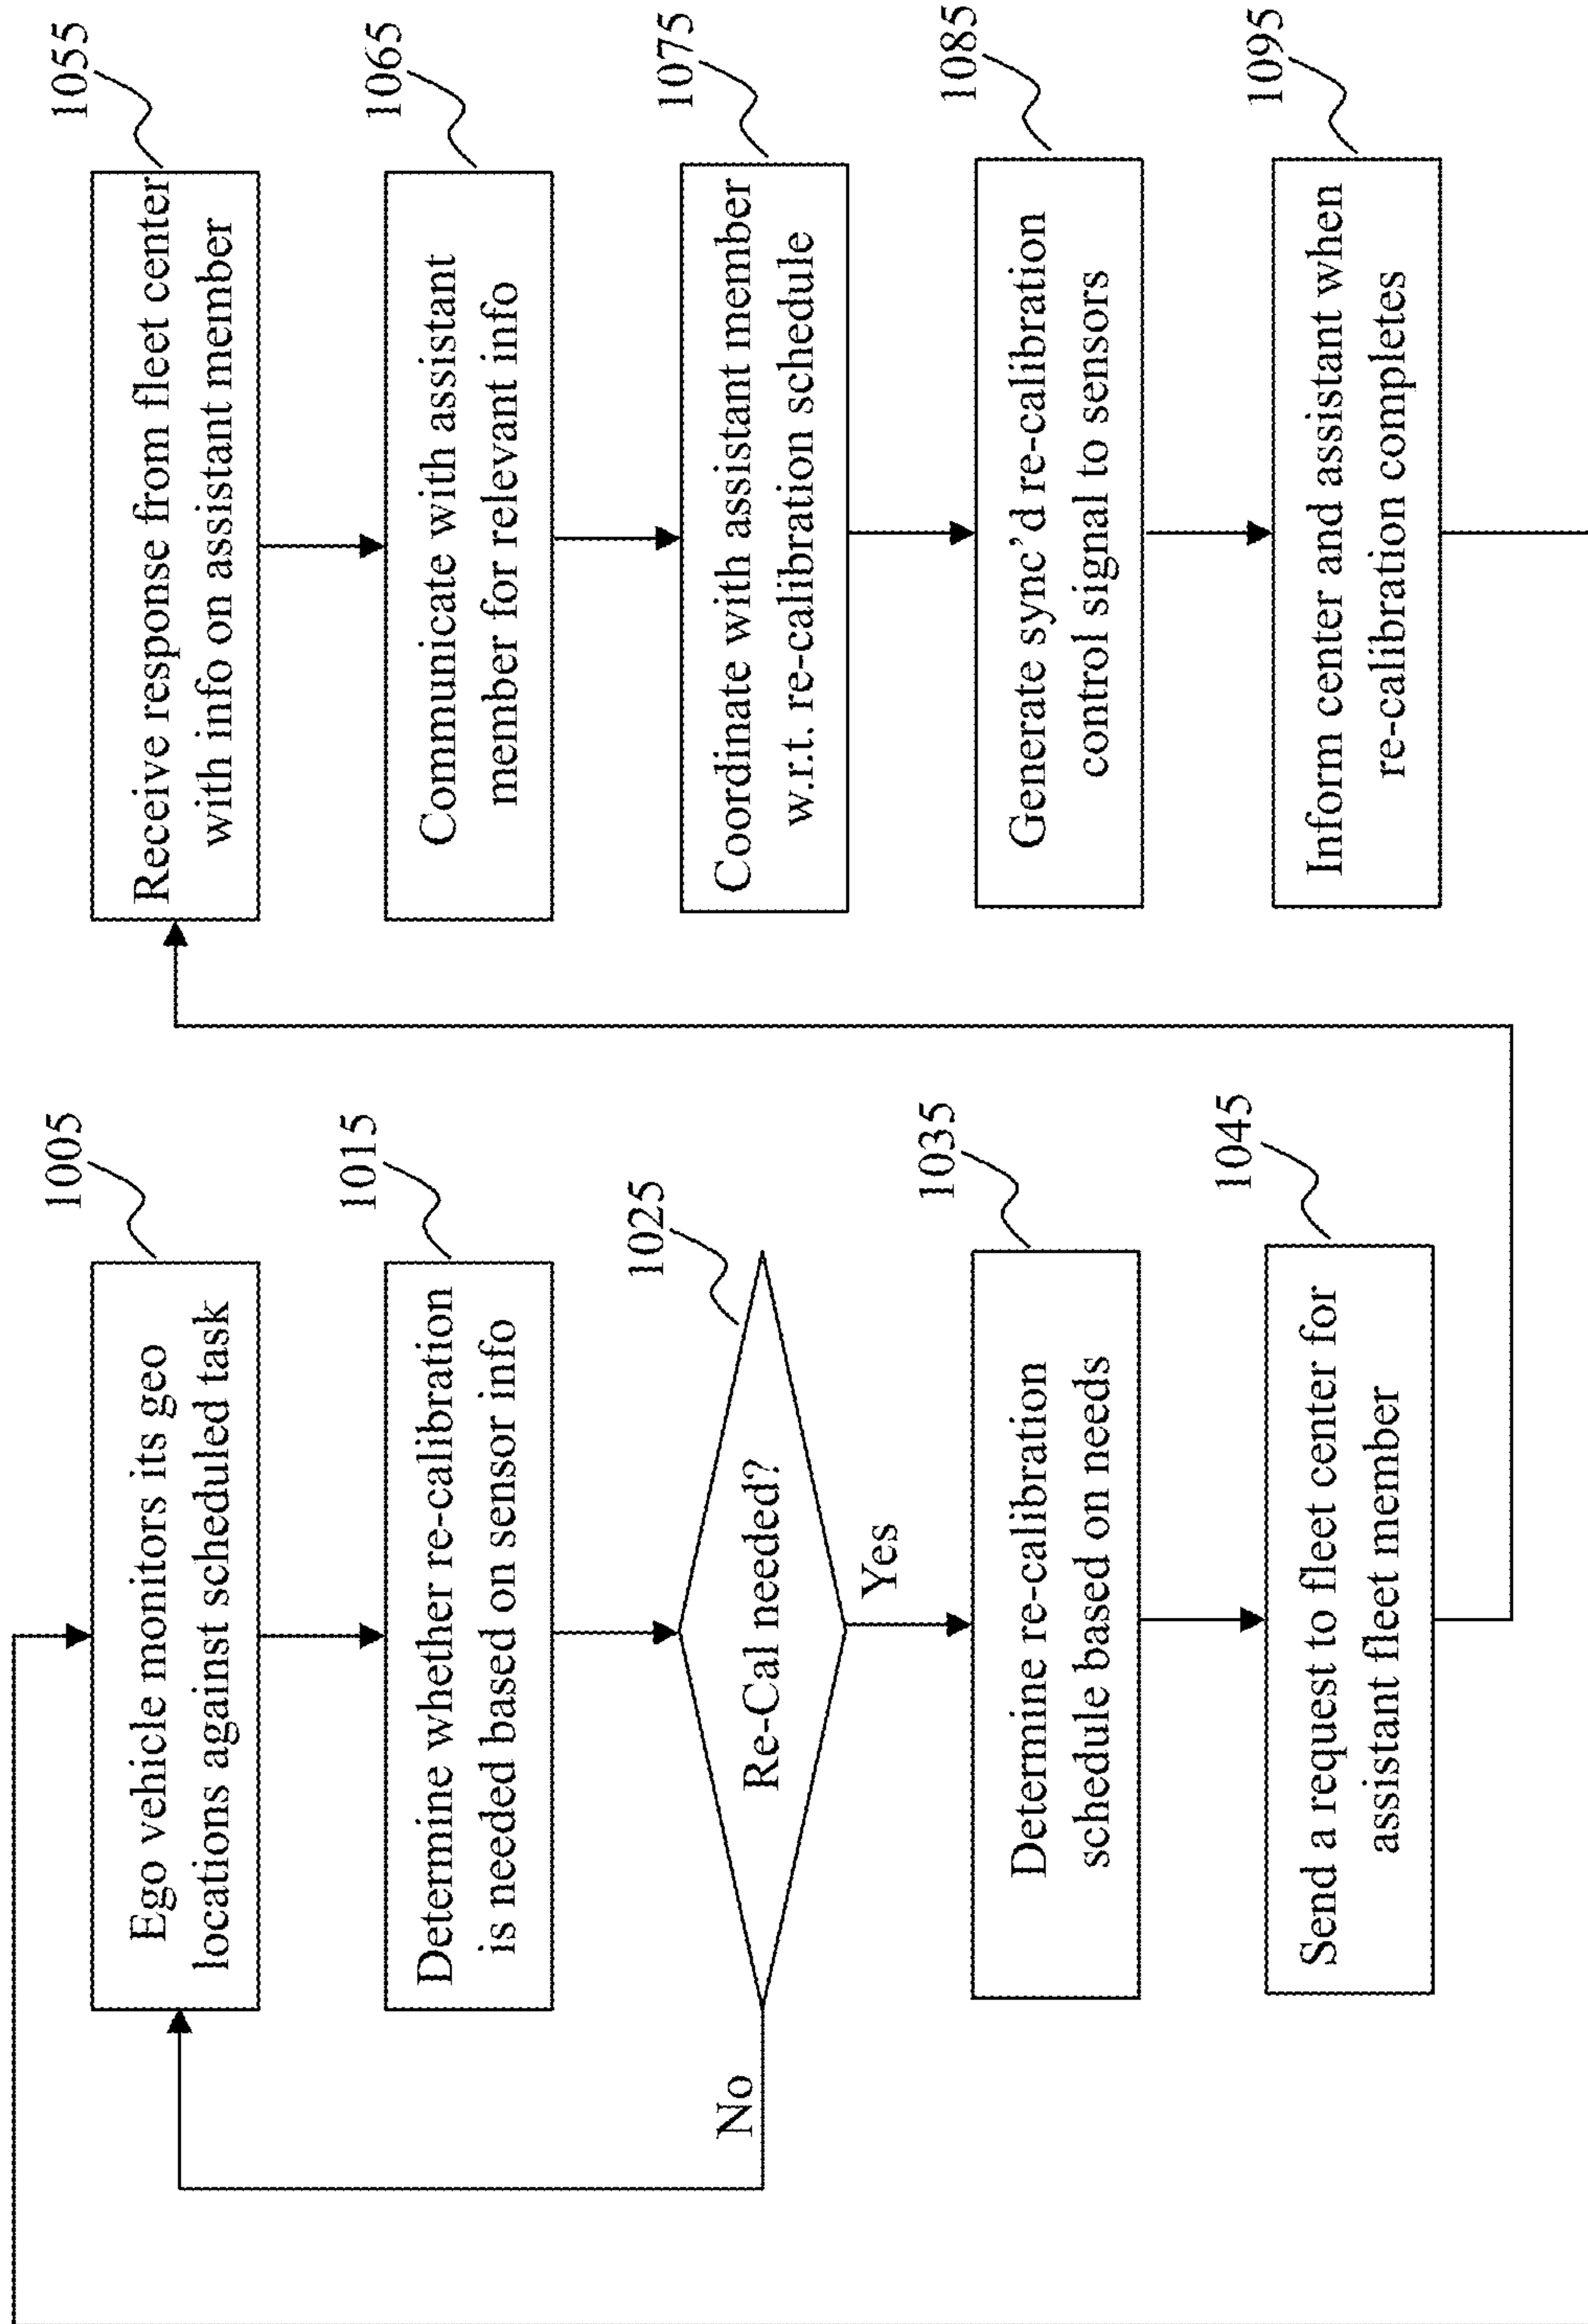 1005
Ego vehicle monitors its geo
locations against scheduled task
1015
Determine whether re-calibration
is needed based on sensor info
1025
Re-Cal needed?
No
Yes
1035
Determine re-calibration
schedule based on needs
1045
Send a request to fleet center for
assistant fleet member
1055
Receive response from fleet center
with info on assistant member
1065
Communicate with assistant
member for relevant info
1075
Coordinate with assistant member
w.r.t. re-calibration schedule
1085
Generate sync’d re-calibration
control signal to sensors
1095
Inform center and assistant when
re-calibration completes